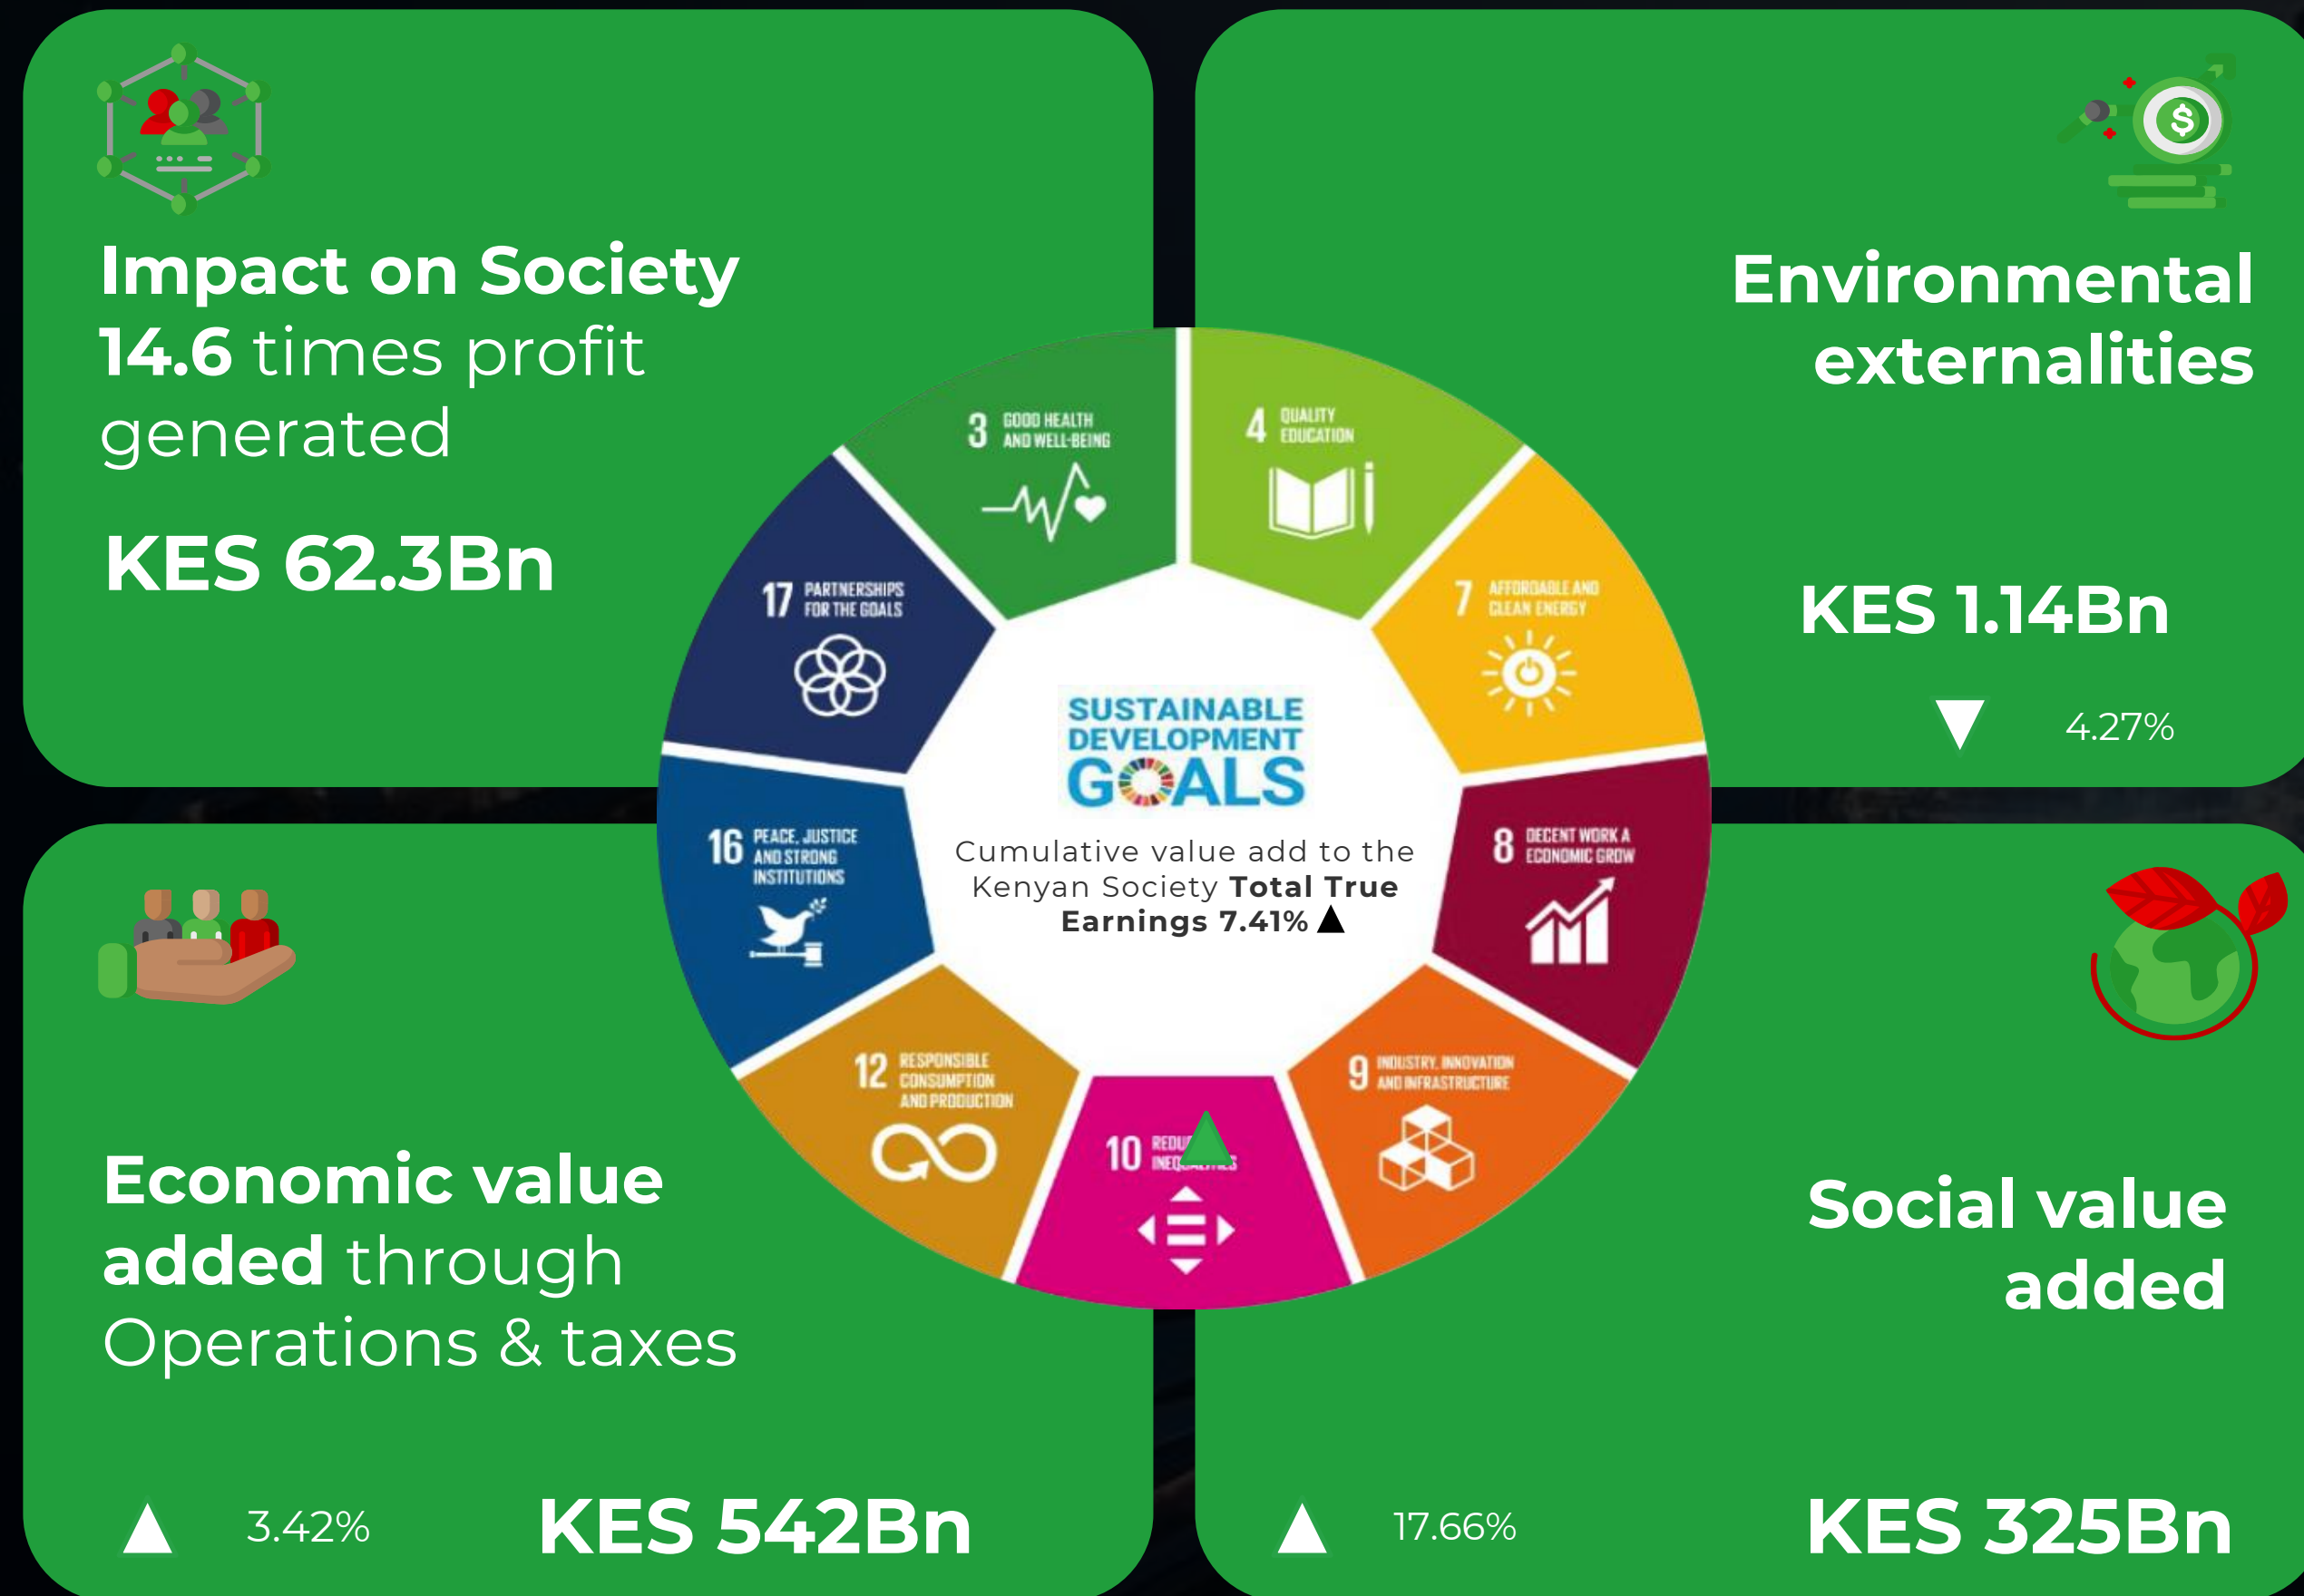 Impact on Society
14.6 times profit
generated
KES 62.3Bn
Environmental
externalities
KES 1.14Bn
4.27%
3 GOOD HEALTH
AND WELL-BEING
4 QUALITY
EDUCATION
17 PARTNERSHIPS
FOR THE GOALS
7 AFFORDABLE AND
CLEAN ENERGY
SUSTAINABLE
DEVELOPMENT
GOALS
Cumulative value add to the
Kenyan Society Total True
Earnings 7.41%
16 PEACE, JUSTICE
AND STRONG
INSTITUTIONS
8 DECENT WORK A
ECONOMIC GROW
12 RESPONSIBLE
CONSUMPTION
AND PRODUCTION
9 INDUSTRY, INNOVATION
AND INFRASTRUCTURE
10
Economic value
added through
Operations & taxes
3.42%
KES 542Bn
Social value
added
17.66%
KES 325Bn